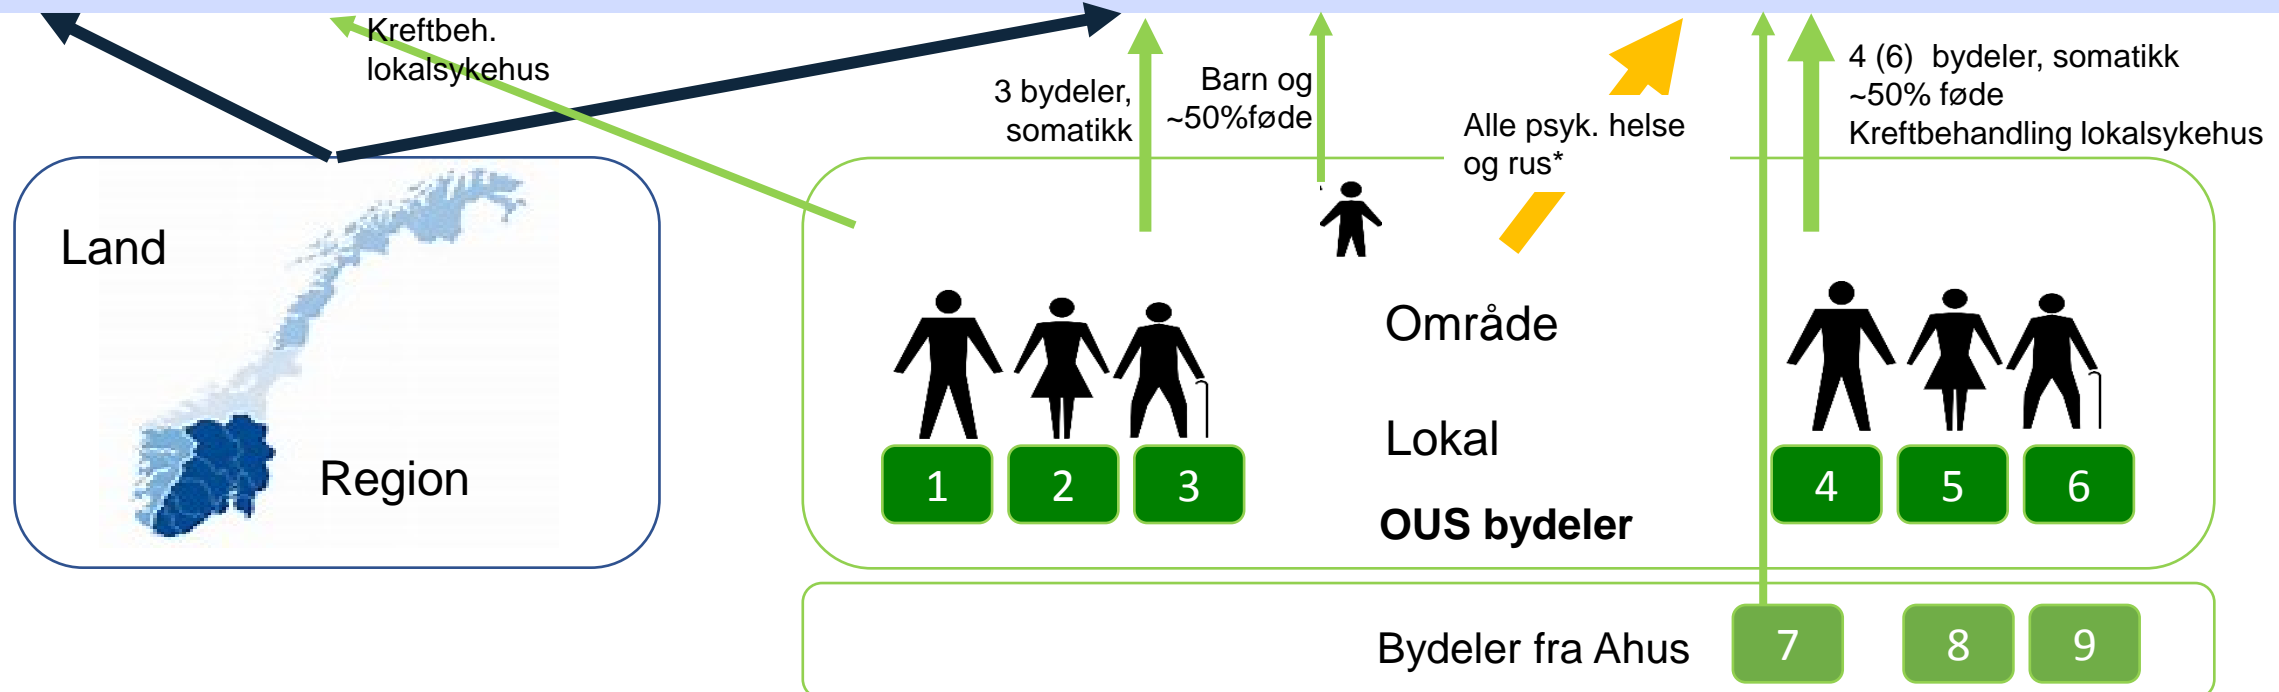 Kreftbeh.
lokalsykehus
3 bydeler,
somatikk
Barn og
~50%føde
Alle psyk. helse
og rus*
4 (6) bydeler, somatikk
~50% føde
Kreftbehandling lokalsykehus
Land
Region
Område
Lokal
OUS bydeler
1 2 3
4 5 6
Bydeler fra Ahus
7 8 9